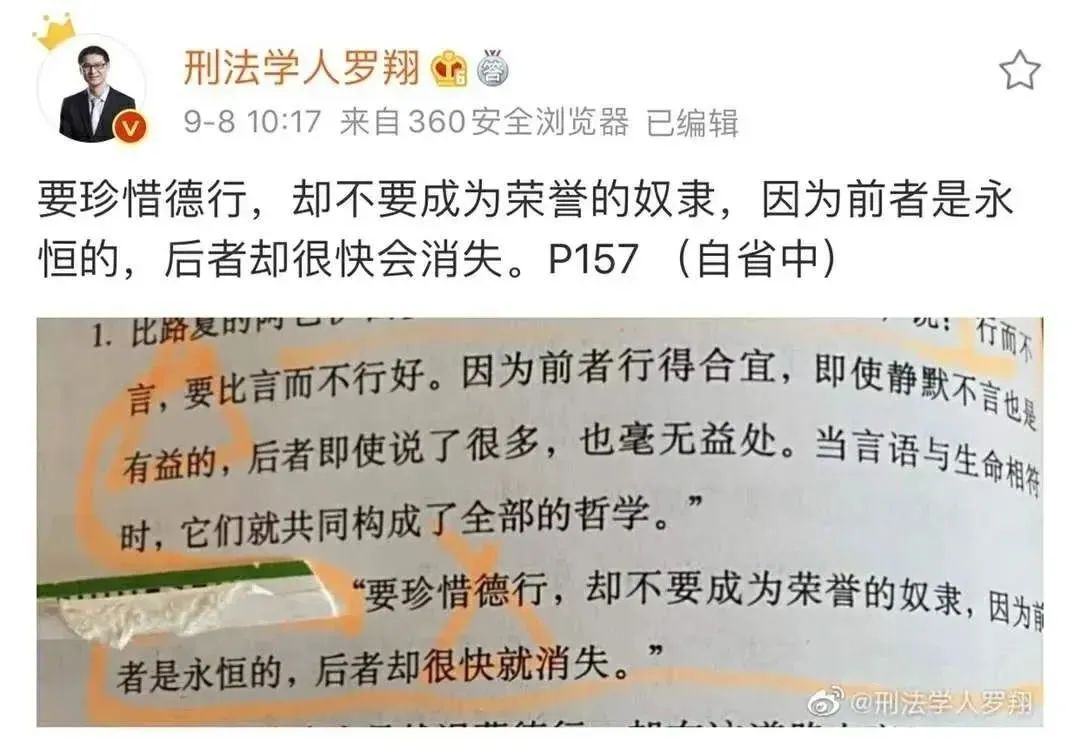 刑法学人罗翔
9-8 10:17 来自360安全浏览器 已编辑
要珍惜德行，却不要成为荣誉的奴隶，因为前者是永
恒的，后者却很快会消失。P157 （自省中）
1. 比路夏的 说：行而不
言，要比言而不行好。因为前者行得合宜，即使静默不言也是
有益的，后者即使说了很多，也毫无益处。当言语与生命相符
时，它们就共同构成了全部的哲学。”
“要珍惜德行，却不要成为荣誉的奴隶，因为前
者是永恒的，后者却很快就消失。”
@刑法学人罗翔